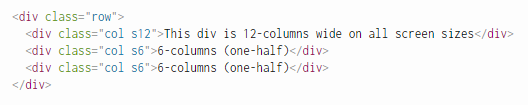 <div class="row">
  <div class="col s12">This div is 12-columns wide on all screen sizes</div>
  <div class="col s6">6-columns (one-half)</div>
  <div class="col s6">6-columns (one-half)</div>
</div>